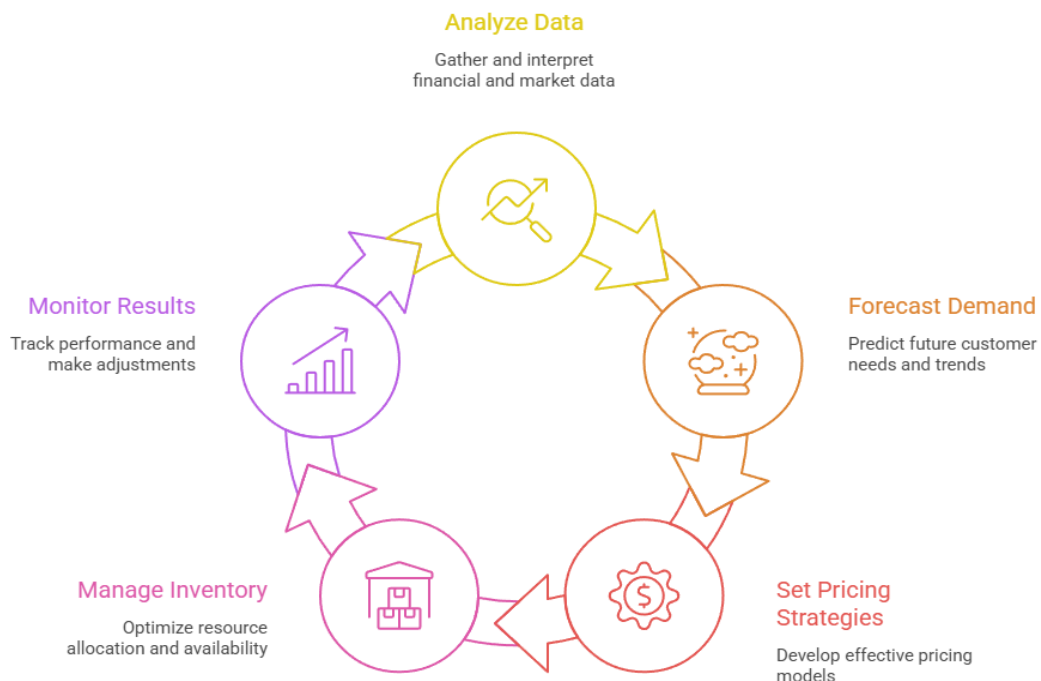 Analyze Data
Gather and interpret
financial and market data
Forecast Demand
Predict future customer
needs and trends
Set Pricing
Strategies
Develop effective pricing
models
$
Manage Inventory
Optimize resource
allocation and availability
Monitor Results
Track performance and
make adjustments